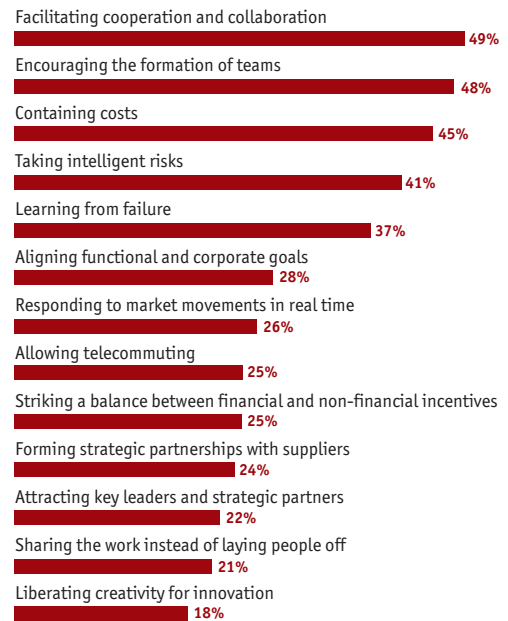 Facilitating cooperation and collaboration
49%
Encouraging the formation of teams
48%
Containing costs
45%
Taking intelligent risks
41%
Learning from failure
37%
Aligning functional and corporate goals
28%
Responding to market movements in real time
26%
Allowing telecommuting
25%
Striking a balance between financial and non-financial incentives
25%
Forming strategic partnerships with suppliers
24%
Attracting key leaders and strategic partners
22%
Sharing the work instead of laying people off
21%
Liberating creativity for innovation
18%